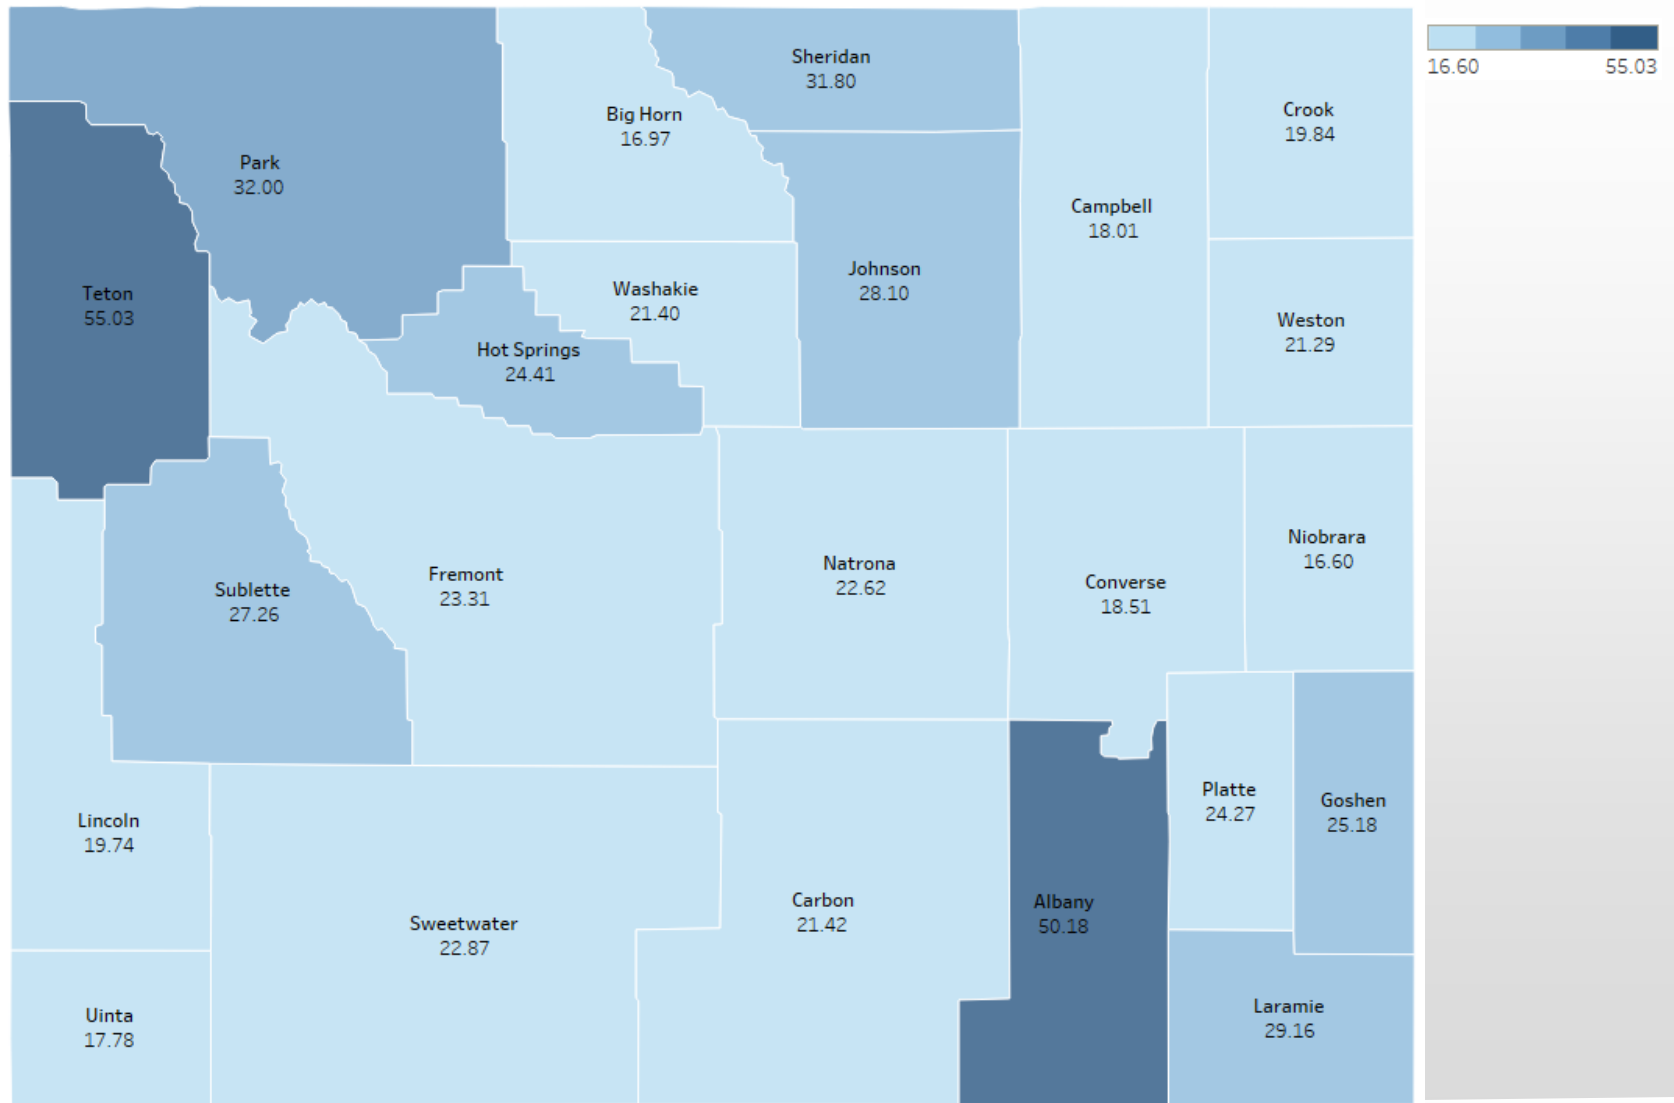 16.60 55.03
Sheridan
31.80
Big Horn
16.97
Crook
19.84
Park
32.00
Campbell
18.01
Johnson
28.10
Teton
55.03
Washakie
21.40
Weston
21.29
Hot Springs
24.41
Niobrara
16.60
Natrona
22.62
Fremont
23.31
Converse
18.51
Sublette
27.26
Platte
24.27
Goshen
25.18
Lincoln
19.74
Carbon
21.42
Albany
50.18
Sweetwater
22.87
Laramie
29.16
Uinta
17.78